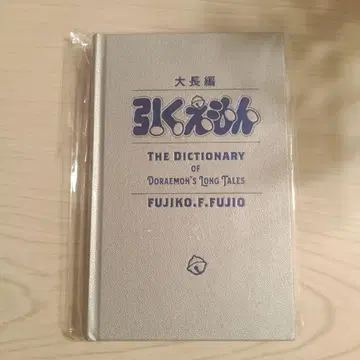 大長編
引くえもん
THE DICTIONARY
OF
DORAEMON'S LONG TALES
FUJIKO.F.FUJIO